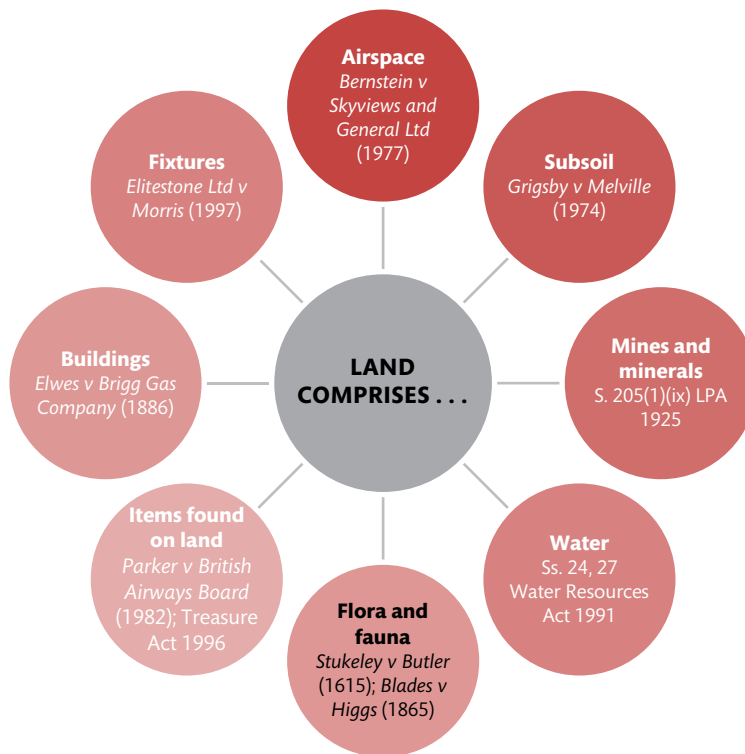 Airspace
Bernstein v
Skyviews and
General Ltd
(1977)
Subsoil
Grigsby v Melville
(1974)
Mines and
minerals
S. 205(1)(ix) LPA
1925
Water
Ss. 24, 27
Water Resources
Act 1991
Flora and
fauna
Stukeley v Butler
(1615); Blades v
Higgs (1865)
Items found
on land
Parker v British
Airways Board
(1982); Treasure
Act 1996
Buildings
Elwes v Brigg Gas
Company (1886)
Fixtures
Elitestone Ltd v
Morris (1997)
LAND
COMPRISES . . .